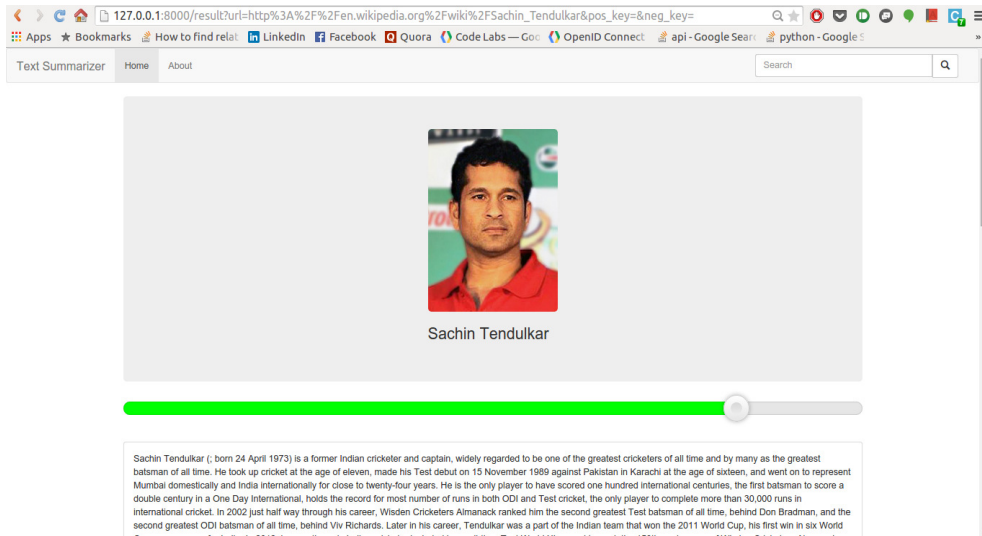 127.0.0.1:8000/result?url=http%3A%2F%2Fen.wikipedia.org%2Fwiki%2FSachin_Tendulkar&pos_key=&neg_key=
Apps Bookmarks How to find relat LinkedIn Facebook Quora Code Labs — Goo OpenID Connect api - Google Sear python - Google S »
Text Summarizer Home About Search
Sachin Tendulkar
Sachin Tendulkar (; born 24 April 1973) is a former Indian cricketer and captain, widely regarded to be one of the greatest cricketers of all time and by many as the greatest
batsman of all time. He took up cricket at the age of eleven, made his Test debut on 15 November 1989 against Pakistan in Karachi at the age of sixteen, and went on to represent
Mumbai domestically and India internationally for close to twenty-four years. He is the only player to have scored one hundred international centuries, the first batsman to score a
double century in a One Day International, holds the record for most number of runs in both ODI and Test cricket, the only player to complete more than 30,000 runs in
international cricket. In 2002 just half way through his career, Wisden Cricketers Almanack ranked him the second greatest Test batsman of all time, behind Don Bradman, and the
second greatest ODI batsman of all time, behind Viv Richards. Later in his career, Tendulkar was a part of the Indian team that won the 2011 World Cup, his first win in six World